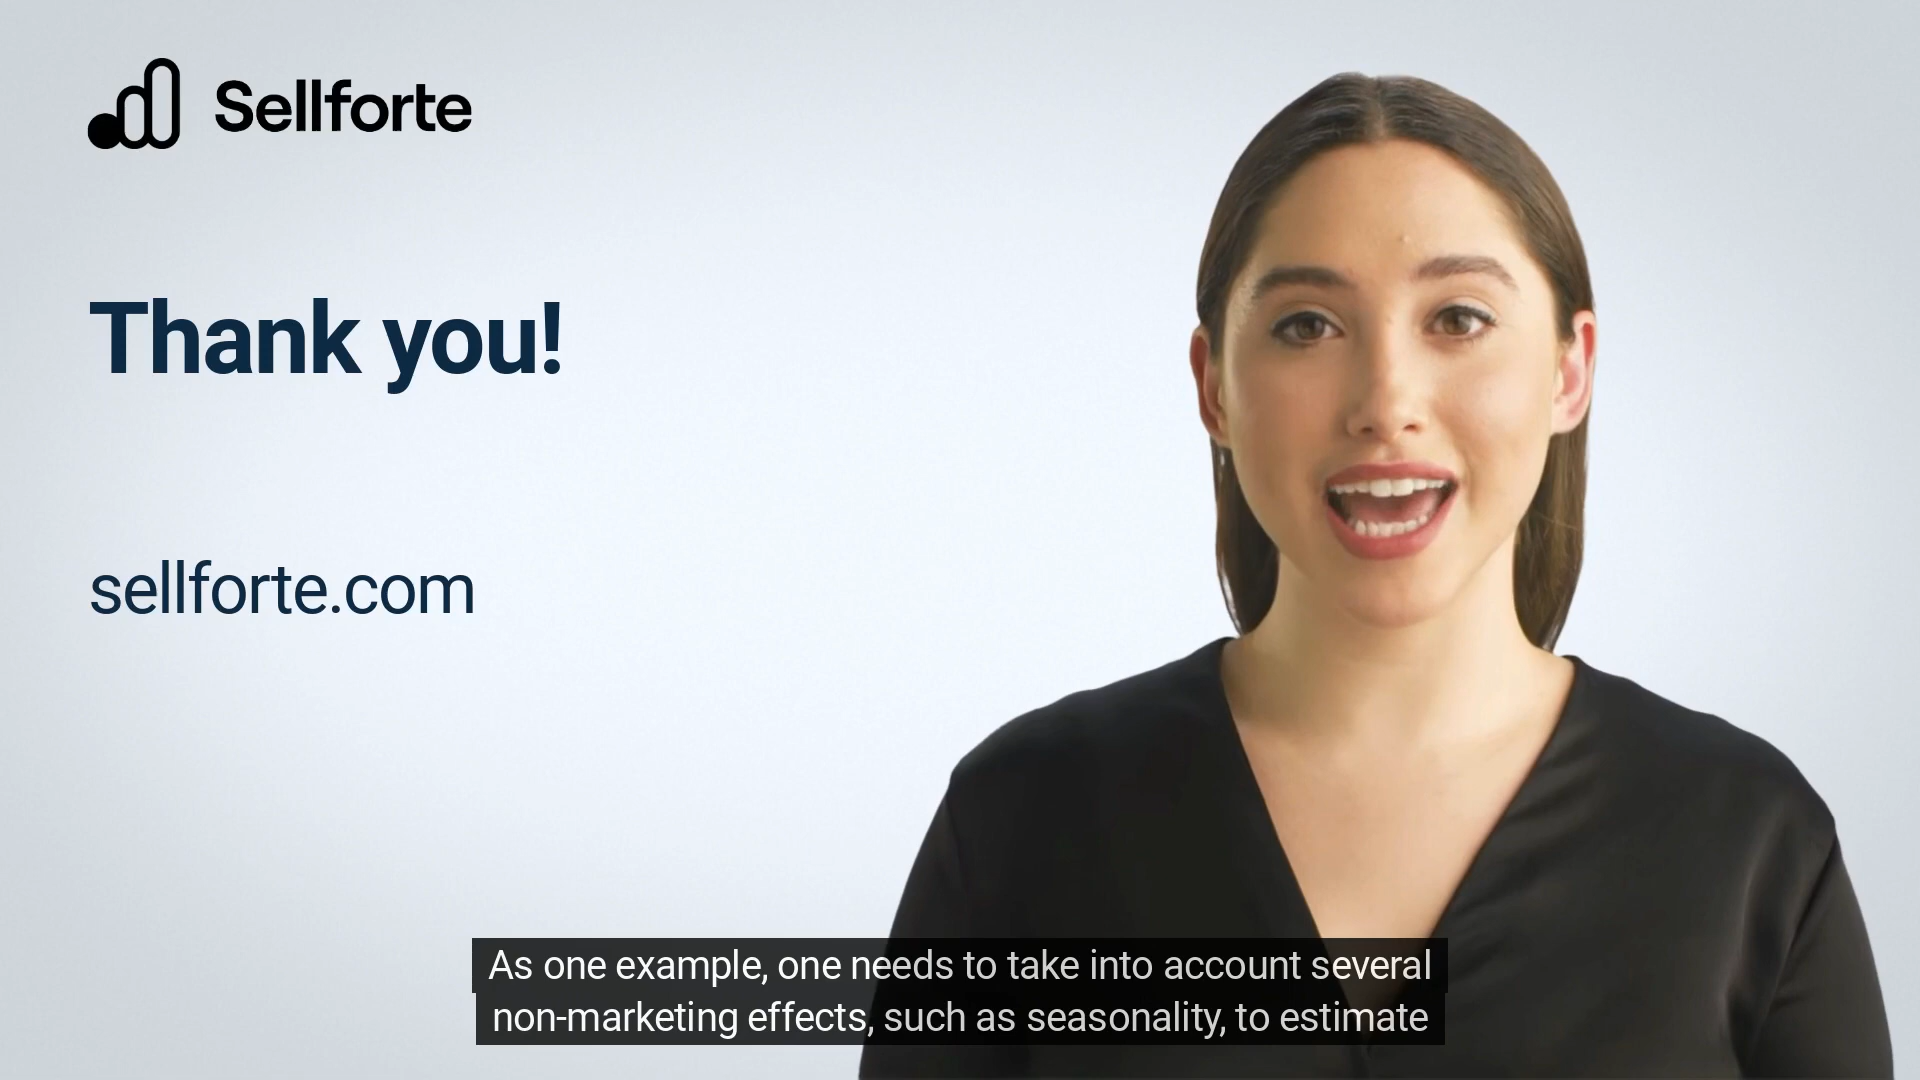 Sellforte
Thank you!
sellforte.com
As one example, one needs to take into account several
non-marketing effects, such as seasonality, to estimate